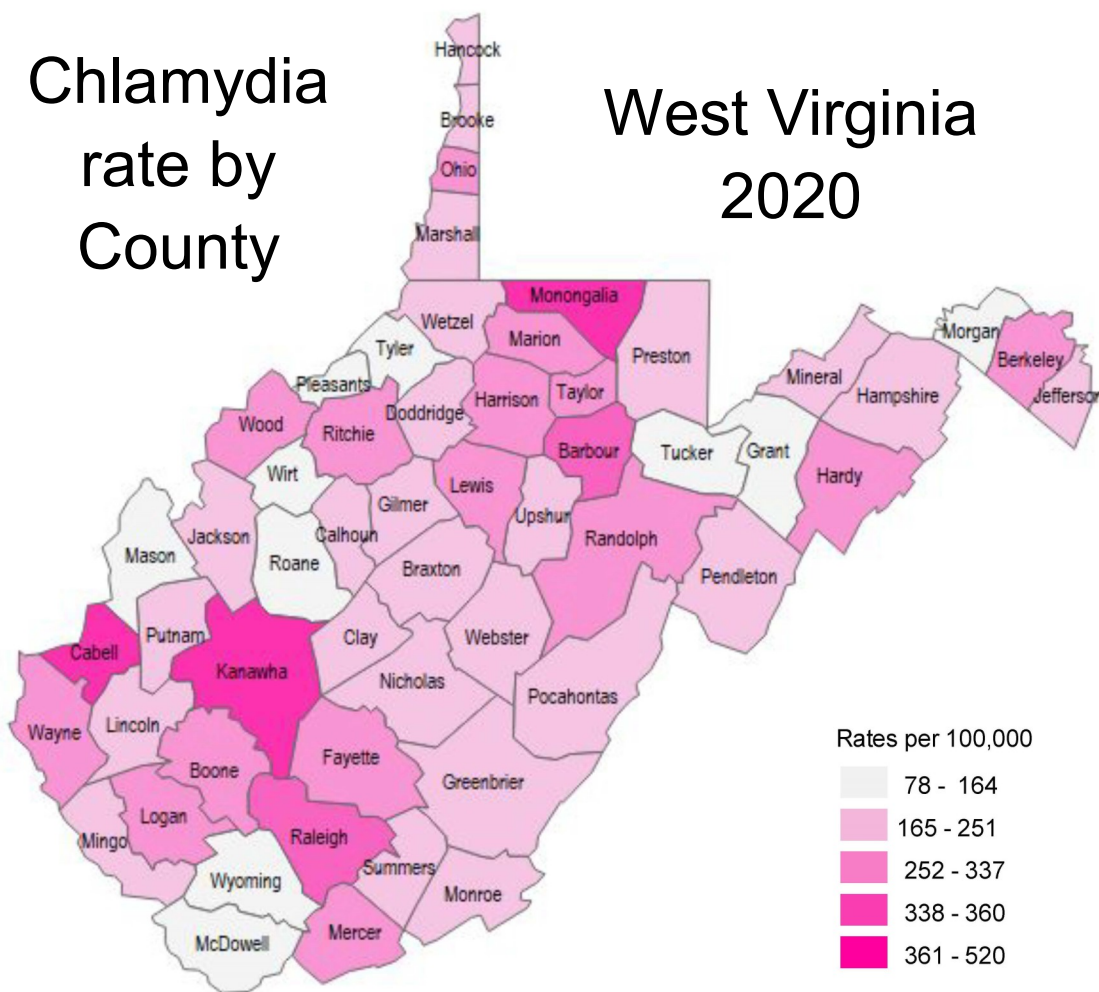 Chlamydia
rate by
County
West Virginia
2020
Hancock
Brooke
Ohio
Marshall
Monongalia
Wetzel
Marion
Preston
Tyler
Pleasants
Morgan
Berkeley
Jefferson
Mineral
Hampshire
Doddridge
Harrison
Taylor
Wood
Ritchie
Barbour
Tucker
Grant
Hardy
Wirt
Lewis
Gilmer
Upshur
Calhoun
Jackson
Mason
Roane
Braxton
Randolph
Pendleton
Putnam
Clay
Webster
Cabell
Kanawha
Nicholas
Pocahontas
Wayne
Lincoln
Boone
Fayette
Greenbrier
Logan
Mingo
Raleigh
Summers
Wyoming
Monroe
McDowell
Mercer
Rates per 100,000
78 - 164
165 - 251
252 - 337
338 - 360
361 - 520